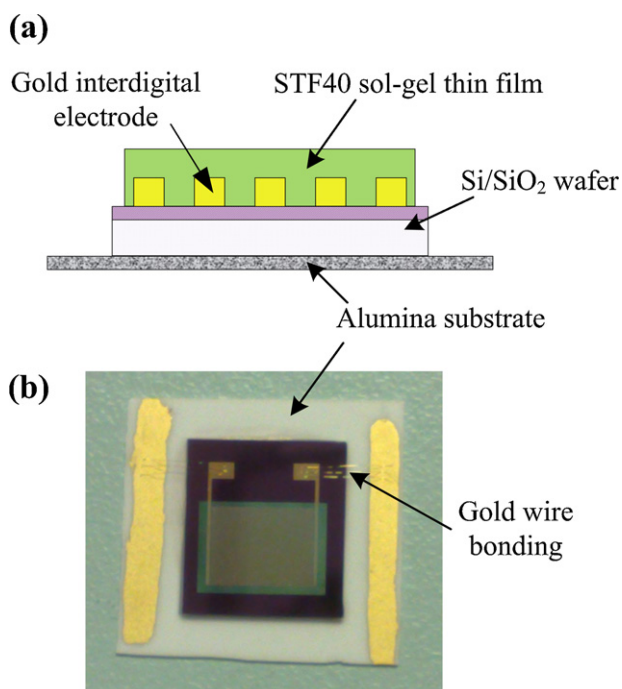 (a)
Gold interdigital
electrode
STF40 sol-gel thin film
Si/SiO₂ wafer
Alumina substrate
(b)
Gold wire
bonding